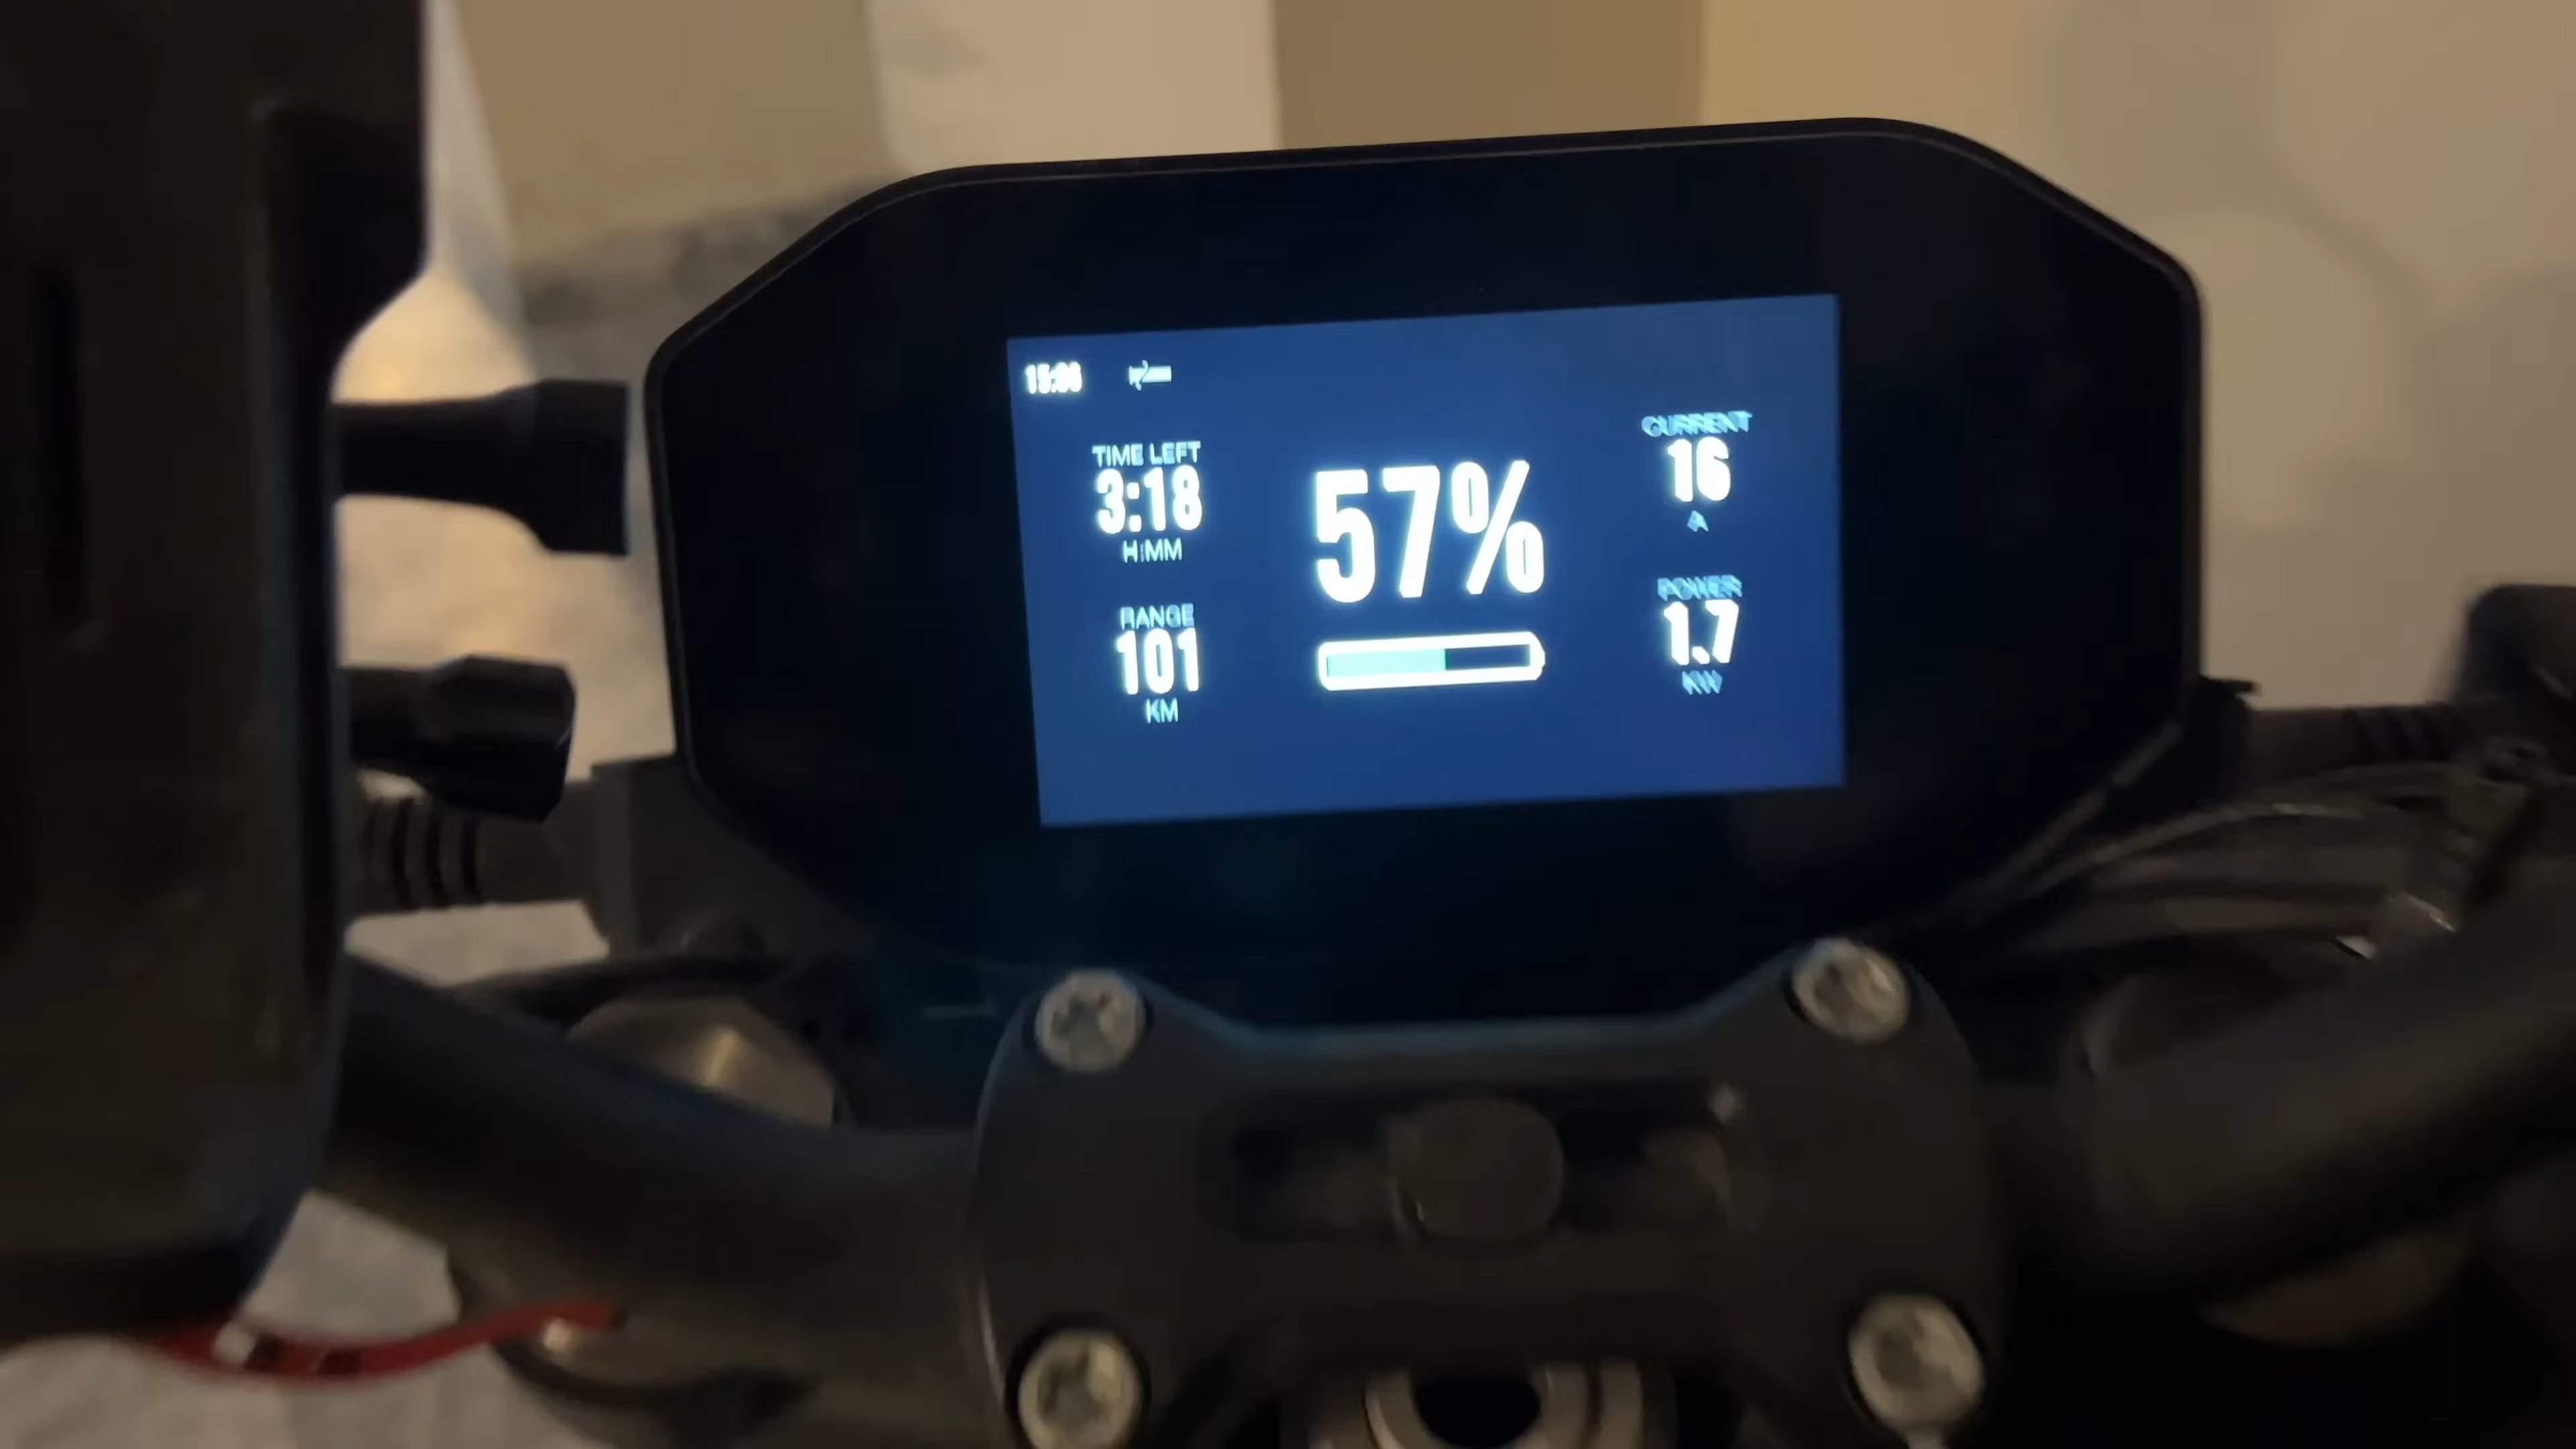 TIME LEFT
3:18
H:MM
RANGE
101
KM
57%
CURRENT
16
A
POWER
1.7
KW